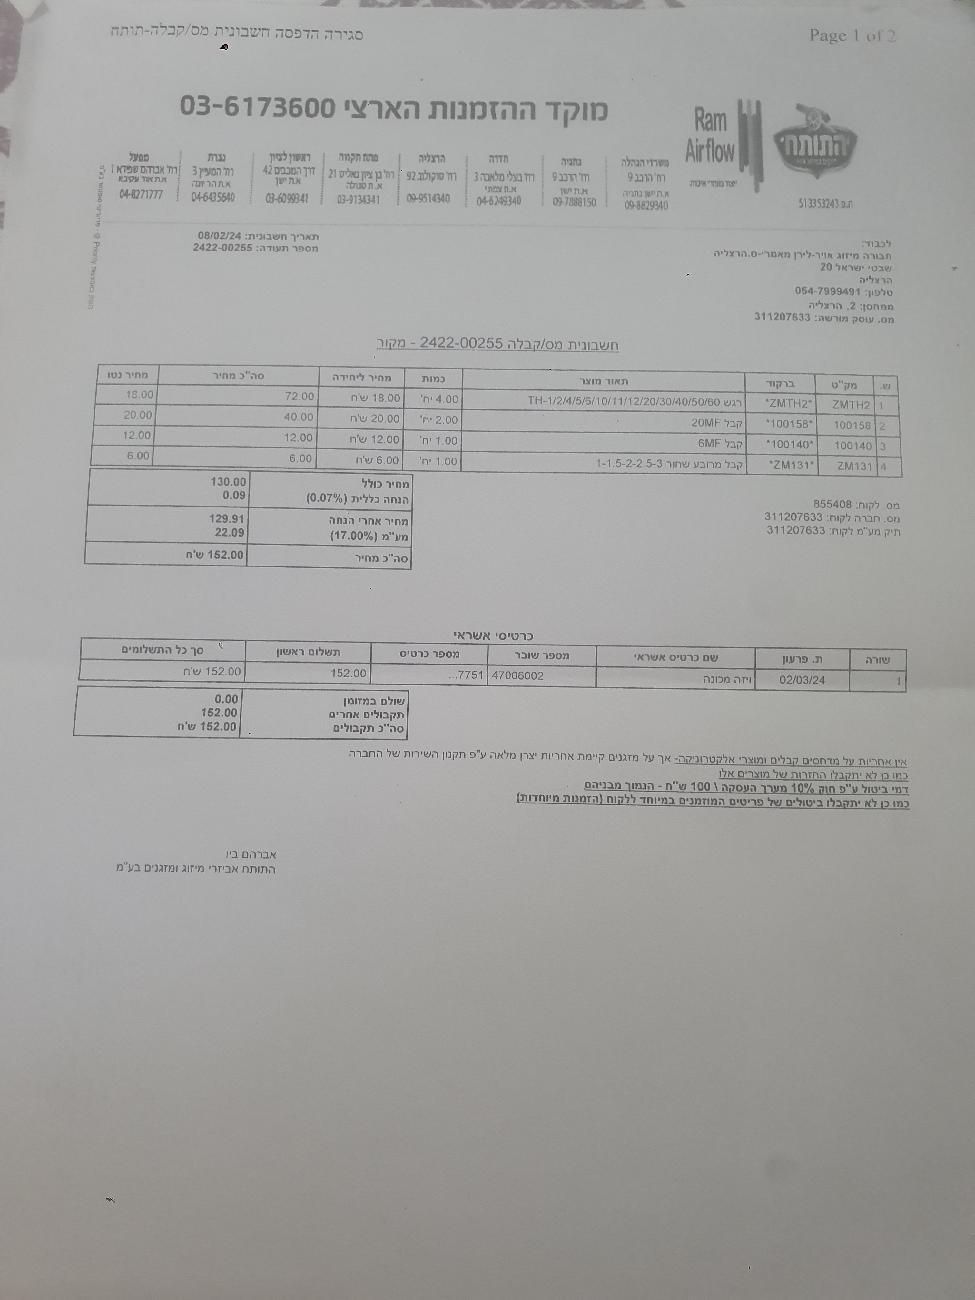 סגירה הדפסה חשבונית מס/קבלה-תותח
Page 1 of 2
מוקד ההזמנות הארצי 03-6173600
Ram Airflow
התותח
ח.פ 513353243
משרדי הנהלה
רח' הרכב 9
א.ת ישן נתניה
09-8829340
נתניה
רח' הרכב 9
א.ת ישן
09-7888150
חדרה
רח' בצלי מלאכה 3
א.ת צפוני
04-6249340
הרצליה
רח' סוקולוב 92
09-9514340
פתח תקווה
רח' בן ציון גאליס 21
א.ת סגולה
03-9134341
ראשון לציון
דרך המכבים 42
א.ת ישן
03-6099341
נצרת
רח' המעיין 3
א.ת הר יונה
04-6435640
מפעל
רח' אברהם שפירא 1
א.ת אור עקיבא
04-8271777
לכבוד:
חבורה מיזוג אויר-לירן מאמרי-ס.הרצליה
שבטי ישראל 20
הרצליה
טלפון: 054-7999491
ממחסן: 2, הרצליה
מס. עוסק מורשה: 311207633
תאריך חשבונית: 08/02/24
מספר תעודה: 2422-00255
חשבונית מס/קבלה 2422-00255 - מקור
ש. מק"ט ברקוד תאור מוצר כמות מחיר ליחידה סה"כ מחיר מחיר נטו
1 ZMTH2 *ZMTH2* רגש TH-1/2/4/5/6/10/11/12/20/30/40/50/60 4.00 יח' 18.00 ש'ח 72.00 18.00
2 100158 *100158* קבל 20MF 2.00 יח' 20.00 ש'ח 40.00 20.00
3 100140 *100140* קבל 6MF 1.00 יח' 12.00 ש'ח 12.00 12.00
4 ZM131 *ZM131* קבל מרובע שחור 1-1.5-2-2.5-3 1.00 יח' 6.00 ש'ח 6.00 6.00
מחיר כולל 130.00
הנחה כללית (0.07%) 0.09
מחיר אחרי הנחה 129.91
מע"מ (17.00%) 22.09
סה"כ מחיר 152.00 ש'ח
מס. לקוח: 855408
מס. חברה לקוח: 311207633
תיק מע"מ לקוח: 311207633
כרטיסי אשראי
שורה ת. פרעון שם כרטיס אשראי מספר שובר מספר כרטיס תשלום ראשון סך כל התשלומים
1 02/03/24 ויזה מכונה 47006002 7751... 152.00 152.00 ש'ח
שולם במזומן 0.00
תקבולים אחרים 152.00
סה"כ תקבולים 152.00 ש'ח
אין אחריות על מדחסים קבלים ומוצרי אלקטרוניקה- אך על מזגנים קיימת אחריות יצרן מלאה ע"פ תקנון השירות של החברה
כמו כן לא יתקבלו החזרות של מוצרים אלו
דמי ביטול ע"פ חוק 10% מערך העסקה \ 100 ש"ח - הנמוך מבניהם
כמו כן לא יתקבלו ביטולים של פריטים המוזמנים במיוחד ללקוח (הזמנות מיוחדות)
אברהם ביו
התותח אביזרי מיזוג ומזגנים בע"מ